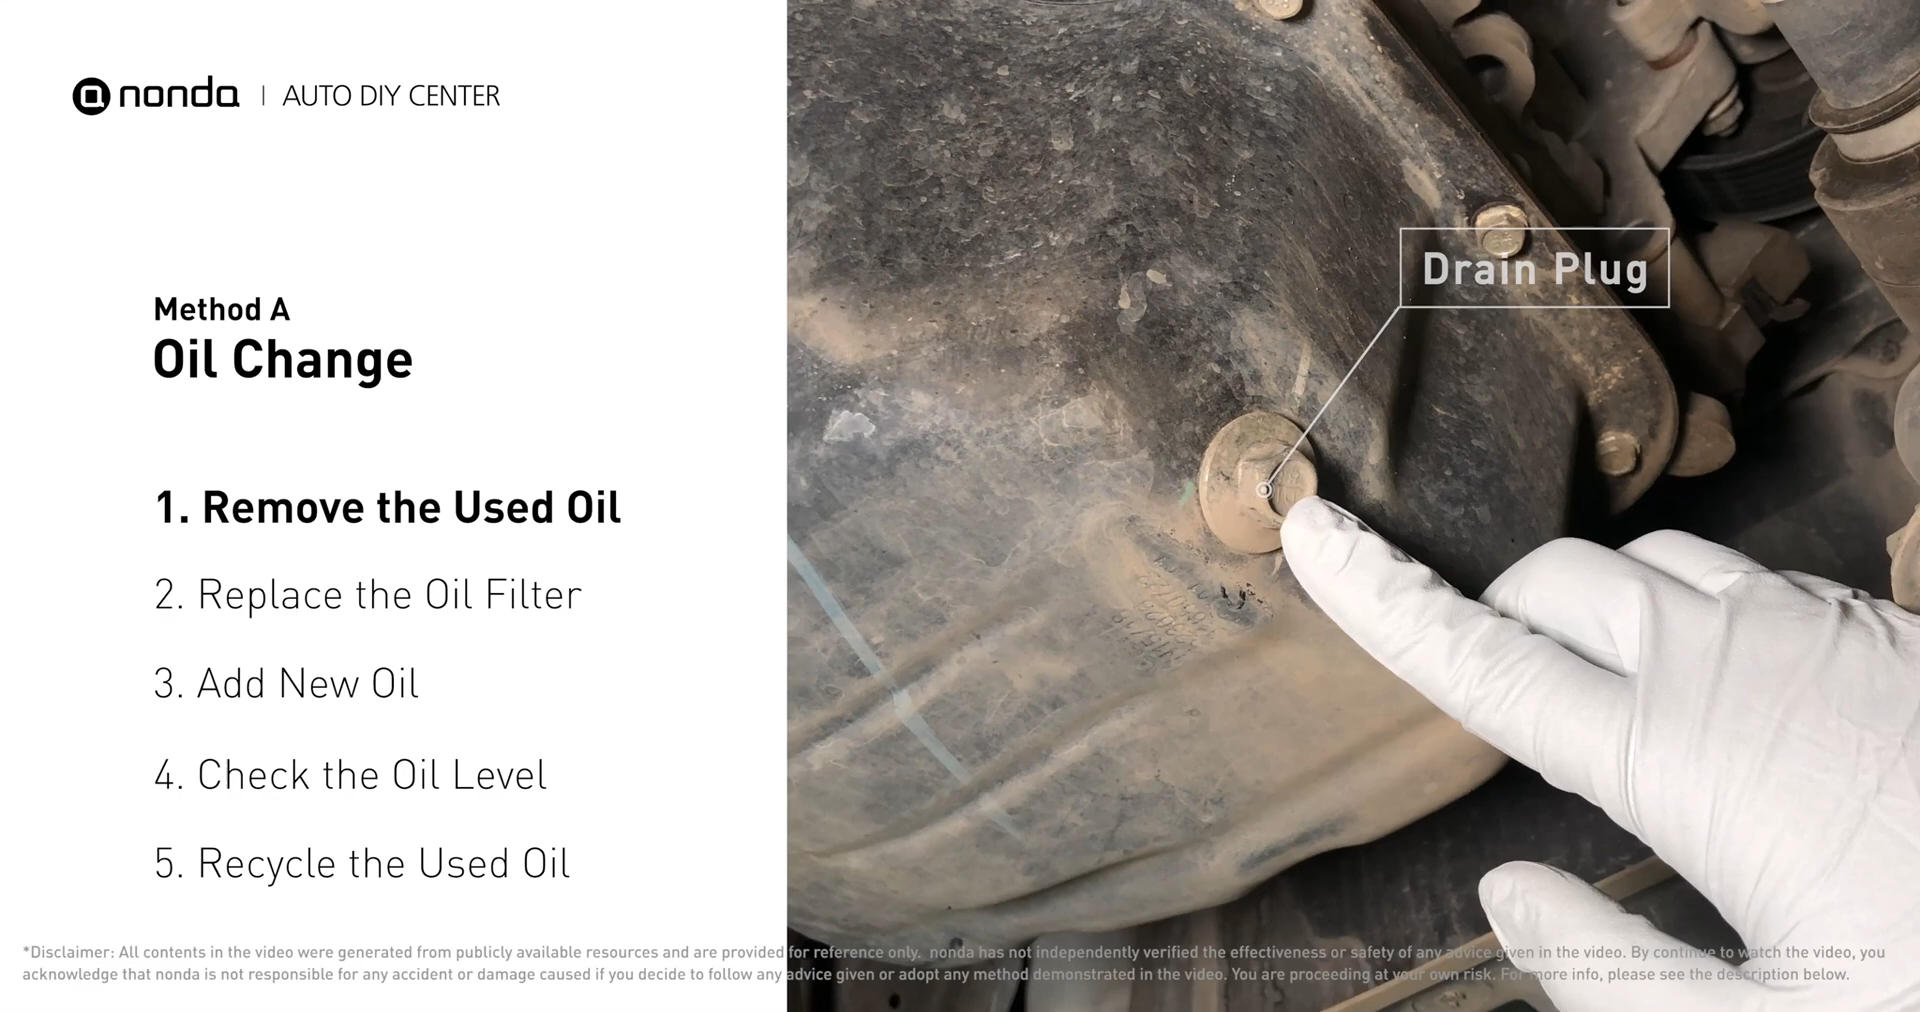 nonda | AUTO DIY CENTER
Method A
Oil Change
1. Remove the Used Oil
2. Replace the Oil Filter
3. Add New Oil
4. Check the Oil Level
5. Recycle the Used Oil
Drain Plug
*Disclaimer: All contents in the video were generated from publicly available resources and are provided for reference only. nonda has not independently verified the effectiveness or safety of any advice given in the video. By continue to watch the video, you
acknowledge that nonda is not responsible for any accident or damage caused if you decide to follow any advice given or adopt any method demonstrated in the video. You are proceeding at your own risk. For more info, please see the description below.